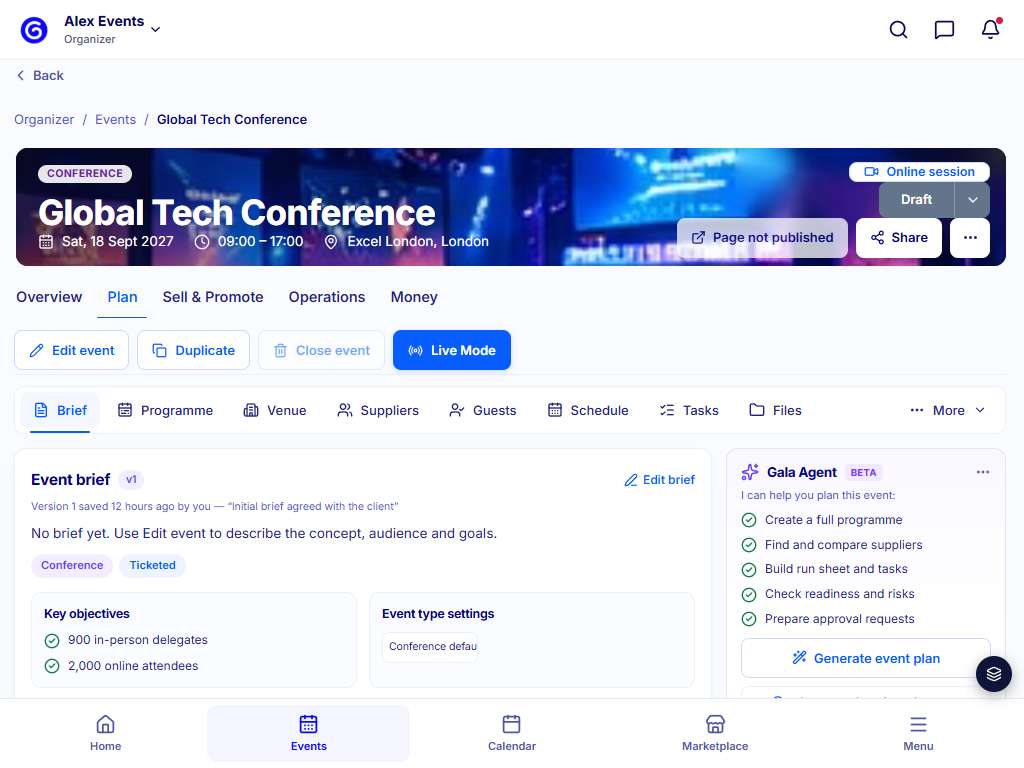 Alex Events
Organizer
Back
Organizer / Events / Global Tech Conference
CONFERENCE
Online session
Draft
Global Tech Conference
Sat, 18 Sept 2027
09:00 – 17:00
Excel London, London
Page not published
Share
Overview
Plan
Sell & Promote
Operations
Money
Edit event
Duplicate
Close event
Live Mode
Brief
Programme
Venue
Suppliers
Guests
Schedule
Tasks
Files
More
Event brief v1
Edit brief
Version 1 saved 12 hours ago by you — “Initial brief agreed with the client”
No brief yet. Use Edit event to describe the concept, audience and goals.
Conference
Ticketed
Key objectives
900 in-person delegates
2,000 online attendees
Event type settings
Conference defau
Gala Agent BETA
I can help you plan this event:
Create a full programme
Find and compare suppliers
Build run sheet and tasks
Check readiness and risks
Prepare approval requests
Generate event plan
Home
Events
Calendar
Marketplace
Menu